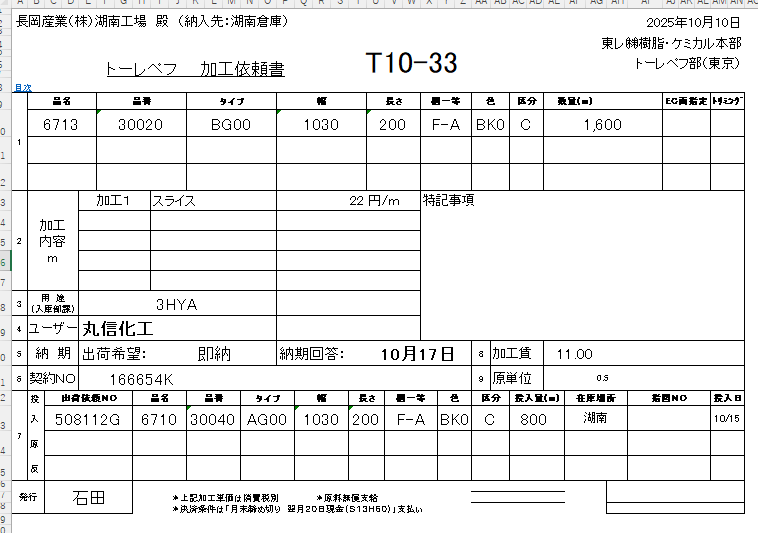 長岡産業(株)湖南工場 殿 (納入先:湖南倉庫)
2025年10月10日
東レ㈱樹脂・ケミカル本部
トーレペフ部(東京)
トーレペフ 加工依頼書
T10-33
目次
品名 品番 タイプ 幅 長さ 副一等 色 区分 数量(m) EC面指定 トリミング
1 6713 30020 BG00 1030 200 F-A BK0 C 1,600
2 加工内容 m
加工1 スライス 22 円/m 特記事項
3 用途(入庫部課) 3HYA
4 ユーザー 丸信化工
5 納期 出荷希望: 即納 納期回答: 10月17日 8 加工賃 11.00
6 契約NO 166654K 9 原単位 0.5
7 投入原反
出荷依頼NO 品名 品番 タイプ 幅 長さ 副一等 色 区分 投入量(m) 在庫場所 指図NO 投入日
508112G 6710 30040 AG00 1030 200 F-A BK0 C 800 湖南 10/15
発行 石田
*上記加工単価は消費税別 *原料無償支給
*決済条件は「月末締め切り 翌月20日現金(S13H60)」支払い